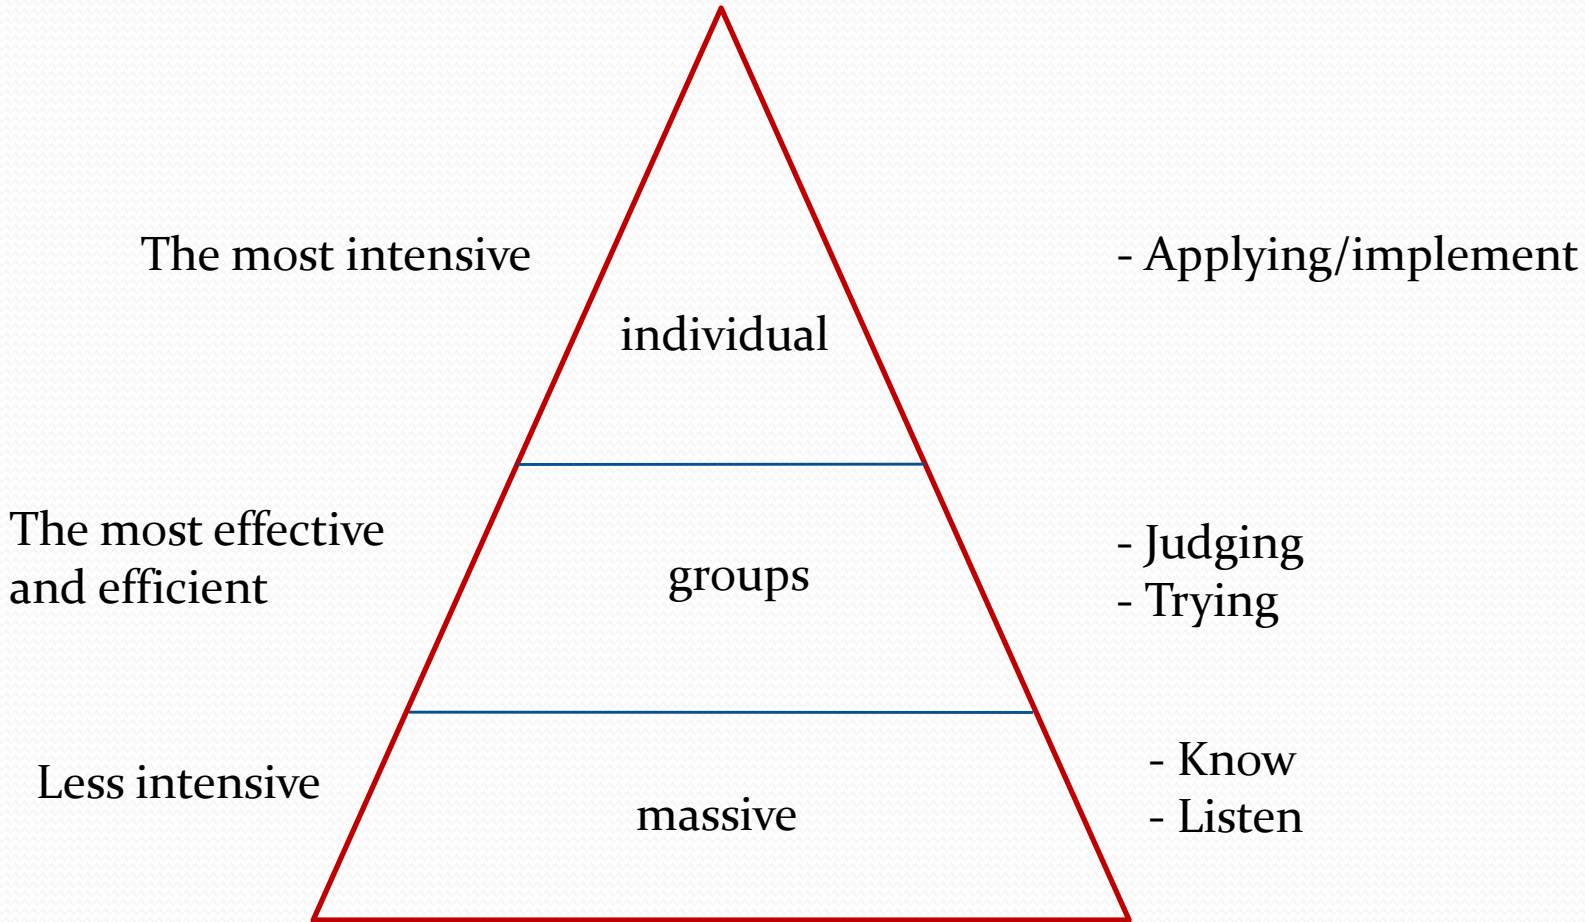 The most intensive
- Applying/implement
individual
The most effective
and efficient
groups
- Judging
- Trying
Less intensive
massive
- Know
- Listen